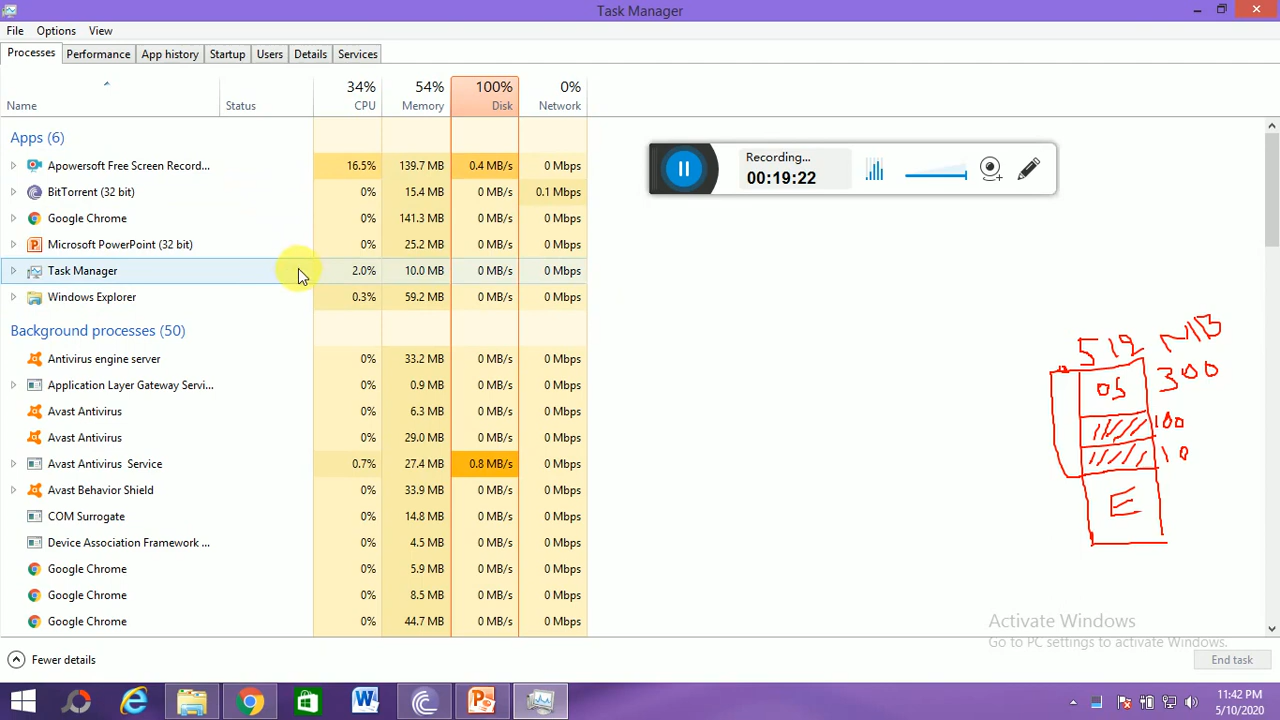 Task Manager
File Options View
Processes Performance App history Startup Users Details Services
34% 54% 100% 0%
Name Status CPU Memory Disk Network
Apps (6)
Apowersoft Free Screen Record... 16.5% 139.7 MB 0.4 MB/s 0 Mbps
BitTorrent (32 bit) 0% 15.4 MB 0 MB/s 0.1 Mbps
Google Chrome 0% 141.3 MB 0 MB/s 0 Mbps
Microsoft PowerPoint (32 bit) 0% 25.2 MB 0 MB/s 0 Mbps
Task Manager 2.0% 10.0 MB 0 MB/s 0 Mbps
Windows Explorer 0.3% 59.2 MB 0 MB/s 0 Mbps
Background processes (50)
Antivirus engine server 0% 33.2 MB 0 MB/s 0 Mbps
Application Layer Gateway Servi... 0% 0.9 MB 0 MB/s 0 Mbps
Avast Antivirus 0% 6.3 MB 0 MB/s 0 Mbps
Avast Antivirus 0% 29.0 MB 0 MB/s 0 Mbps
Avast Antivirus Service 0.7% 27.4 MB 0.8 MB/s 0 Mbps
Avast Behavior Shield 0% 33.9 MB 0 MB/s 0 Mbps
COM Surrogate 0% 14.8 MB 0 MB/s 0 Mbps
Device Association Framework ... 0% 4.5 MB 0 MB/s 0 Mbps
Google Chrome 0% 5.9 MB 0 MB/s 0 Mbps
Google Chrome 0% 8.5 MB 0 MB/s 0 Mbps
Google Chrome 0% 44.7 MB 0 MB/s 0 Mbps
Recording...
00:19:22
512 MB
OS 300
100
10
E
Activate Windows
Go to PC settings to activate Windows.
Fewer details
End task
11:42 PM
5/10/2020